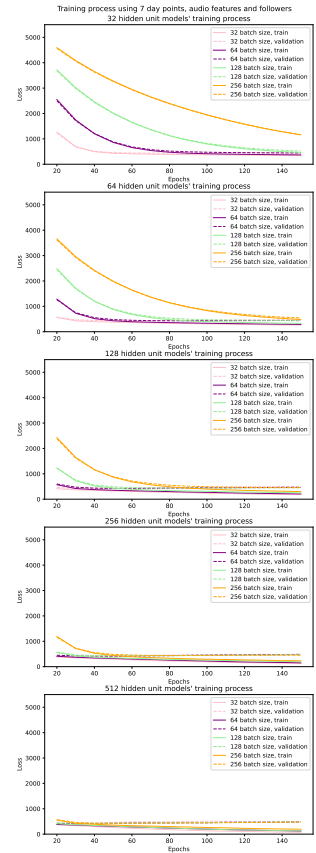 Training process using 7 day points, audio features and followers
32 hidden unit models' training process
5000
4000
3000
2000
1000
0
Loss
32 batch size, train
32 batch size, validation
64 batch size, train
64 batch size, validation
128 batch size, train
128 batch size, validation
256 batch size, train
256 batch size, validation
20 40 60 80 100 120 140
Epochs
64 hidden unit models' training process
5000
4000
3000
2000
1000
0
Loss
32 batch size, train
32 batch size, validation
64 batch size, train
64 batch size, validation
128 batch size, train
128 batch size, validation
256 batch size, train
256 batch size, validation
20 40 60 80 100 120 140
Epochs
128 hidden unit models' training process
5000
4000
3000
2000
1000
0
Loss
32 batch size, train
32 batch size, validation
64 batch size, train
64 batch size, validation
128 batch size, train
128 batch size, validation
256 batch size, train
256 batch size, validation
20 40 60 80 100 120 140
Epochs
256 hidden unit models' training process
5000
4000
3000
2000
1000
0
Loss
32 batch size, train
32 batch size, validation
64 batch size, train
64 batch size, validation
128 batch size, train
128 batch size, validation
256 batch size, train
256 batch size, validation
20 40 60 80 100 120 140
Epochs
512 hidden unit models' training process
5000
4000
3000
2000
1000
0
Loss
32 batch size, train
32 batch size, validation
64 batch size, train
64 batch size, validation
128 batch size, train
128 batch size, validation
256 batch size, train
256 batch size, validation
20 40 60 80 100 120 140
Epochs